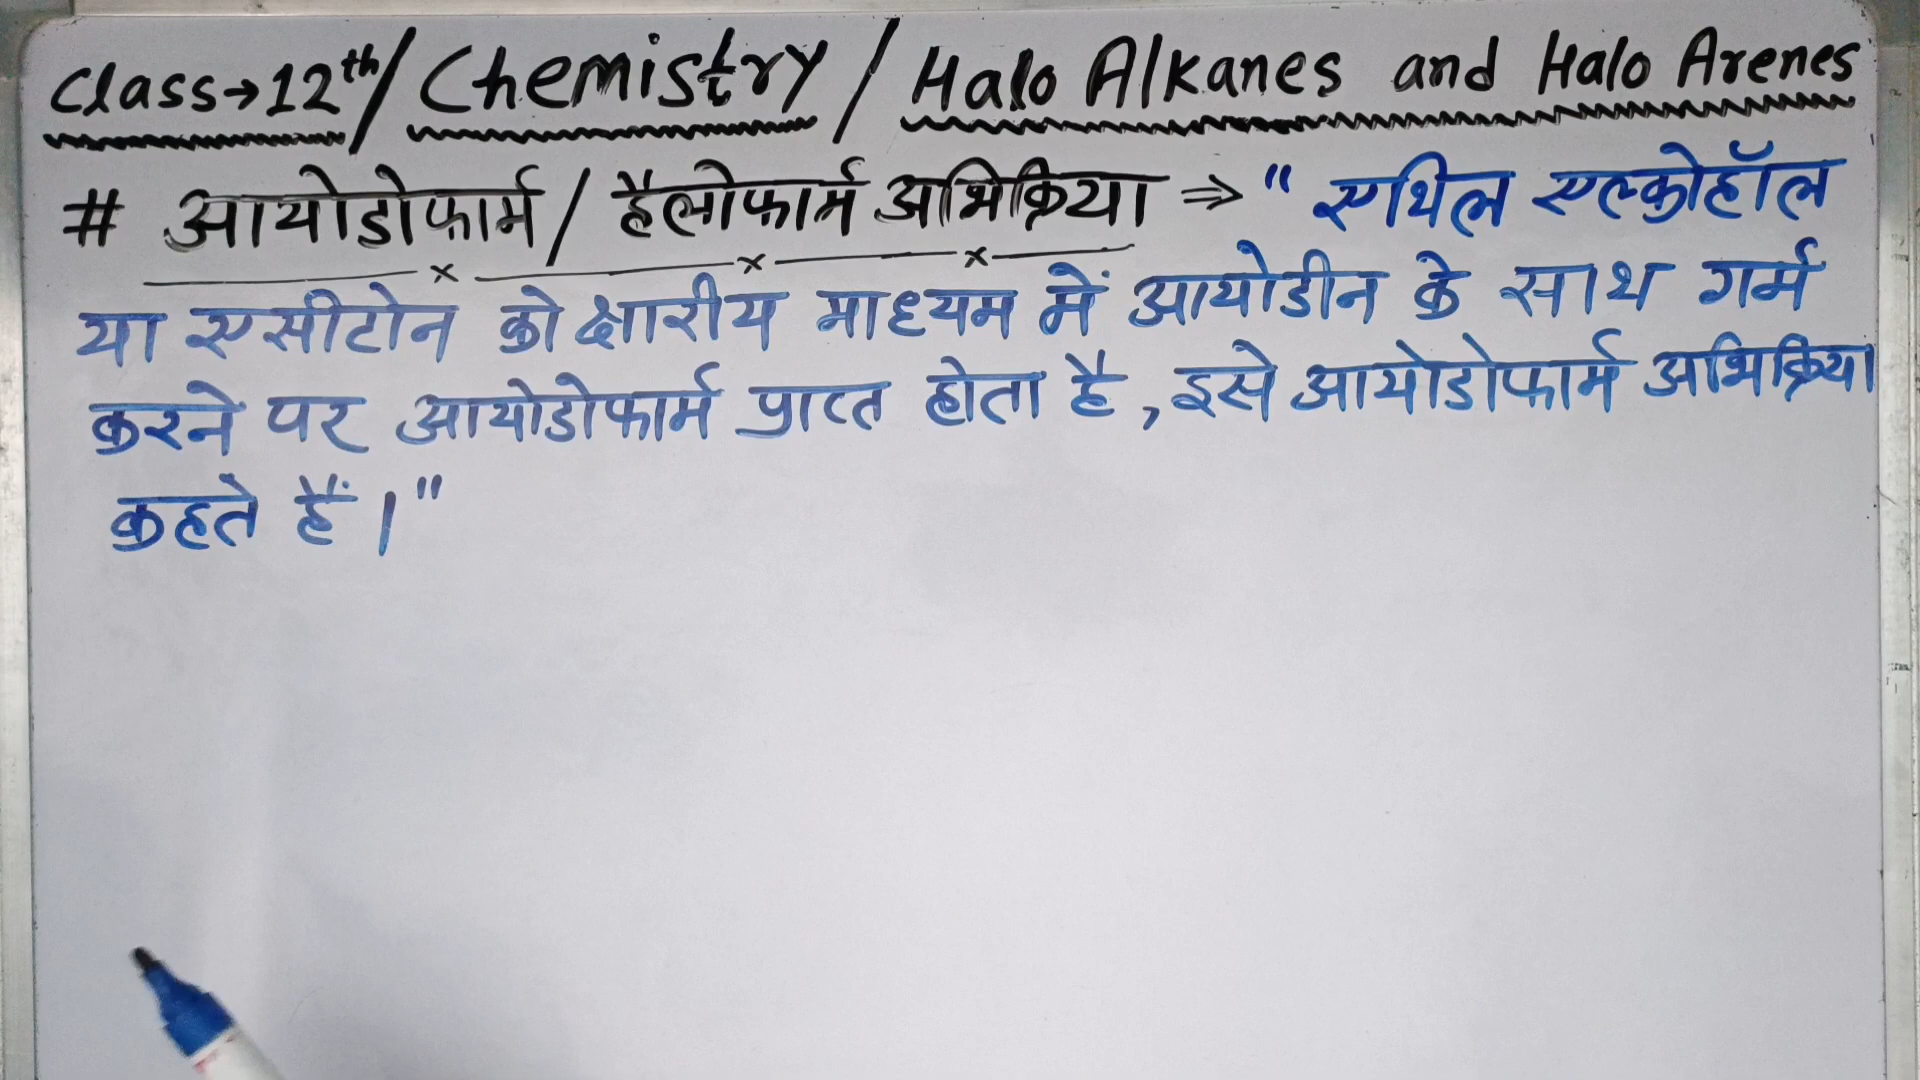 Class→12th/Chemistry/Halo Alkanes and Halo Arenes
# आयोडोफार्म/हैलोफार्म अभिक्रिया ⇒ "एथिल एल्कोहॉल
या एसीटोन को क्षारीय माध्यम में आयोडीन के साथ गर्म
करने पर आयोडोफार्म प्राप्त होता है, इसे आयोडोफार्म अभिक्रिया
कहते हैं।"